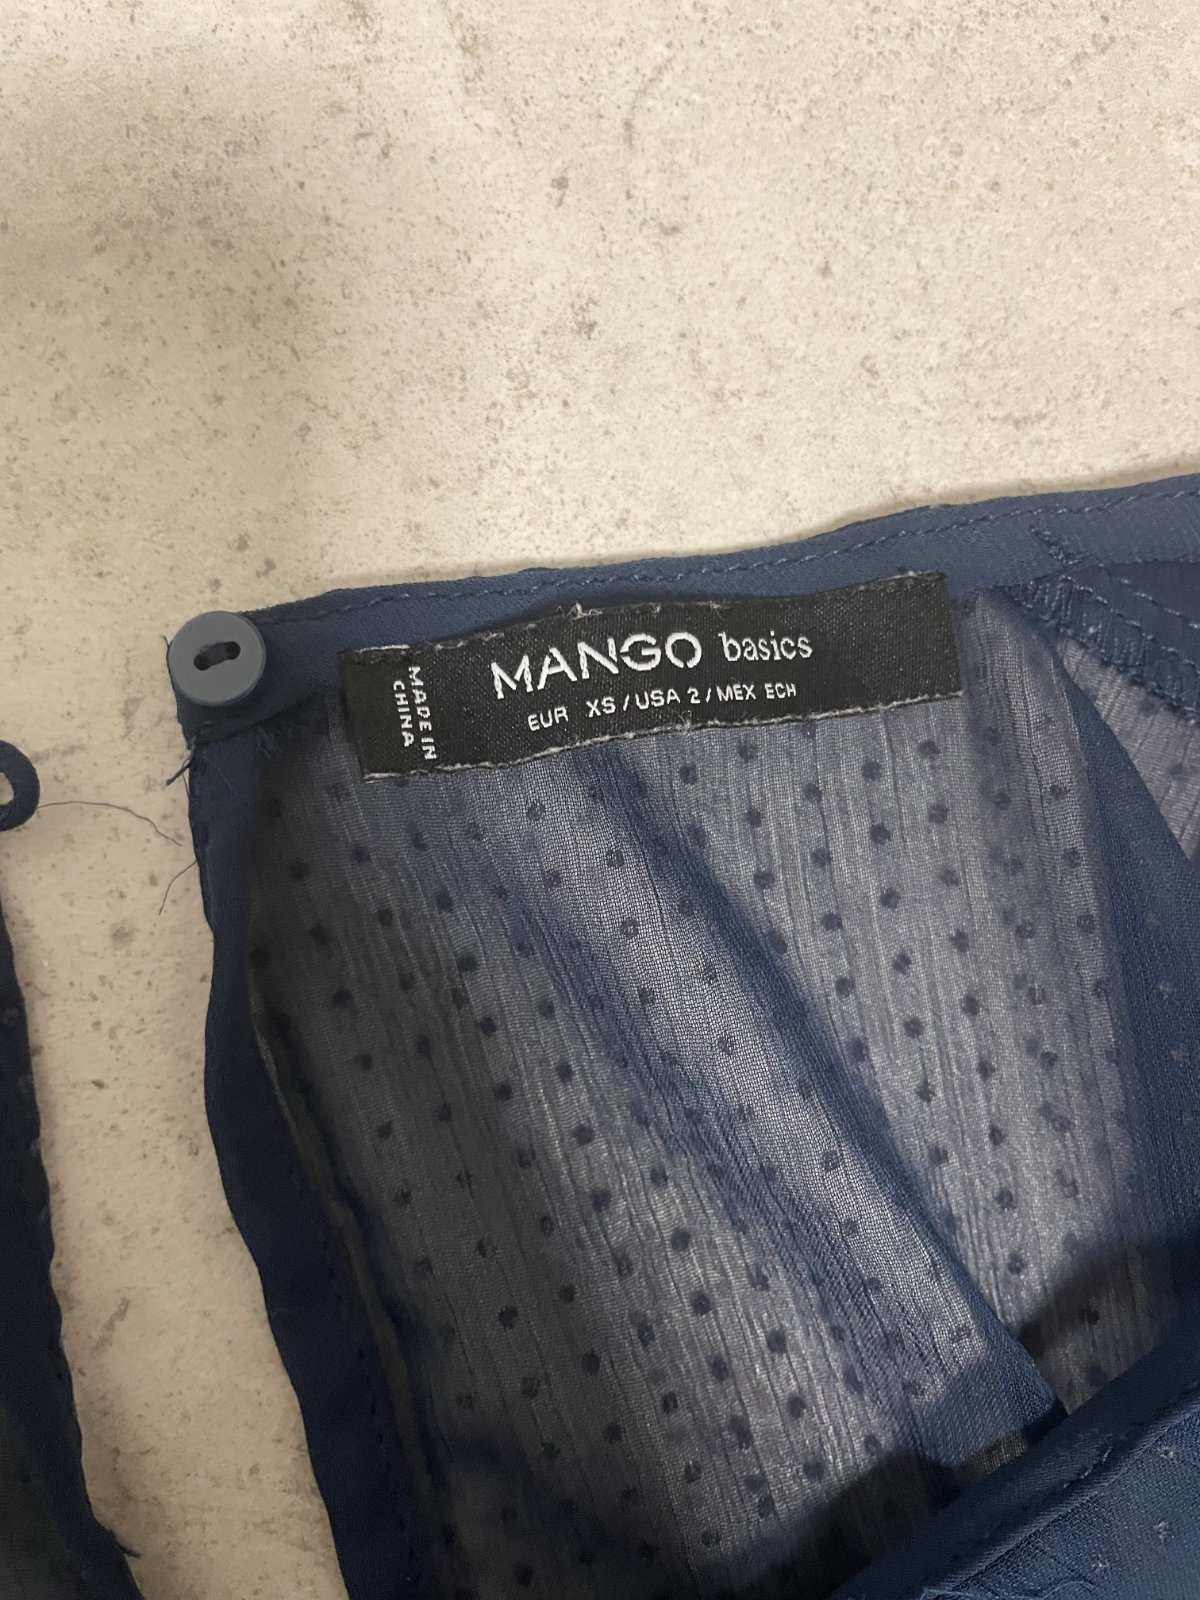 MANGO basics
EUR XS / USA 2 / MEX ECH
MADE IN
CHINA